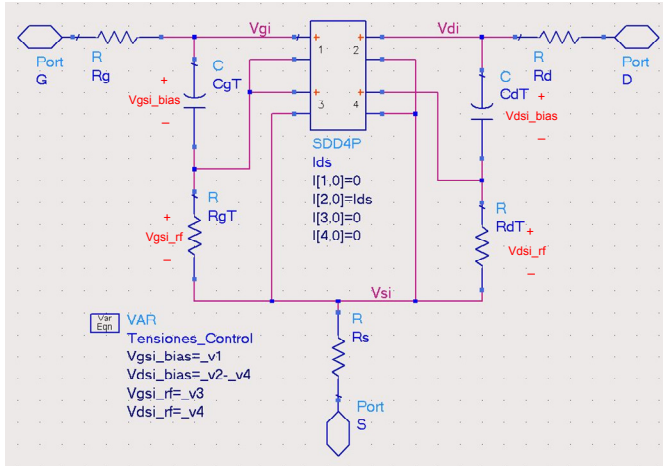 Vgi
Vdi
R
Rg
Port
G
1
2
3
4
R
Rd
Port
D
C
CgT
+
Vgsi_bias
−
C
CdT
+
Vdsi_bias
−
SDD4P
Ids
I[1,0]=0
I[2,0]=Ids
I[3,0]=0
I[4,0]=0
R
RgT
+
Vgsi_rf
−
R
RdT
+
Vdsi_rf
−
Vsi
Var
Eqn
VAR
Tensiones_Control
Vgsi_bias=_v1
Vdsi_bias=_v2-_v4
Vgsi_rf=_v3
Vdsi_rf=_v4
R
Rs
Port
S